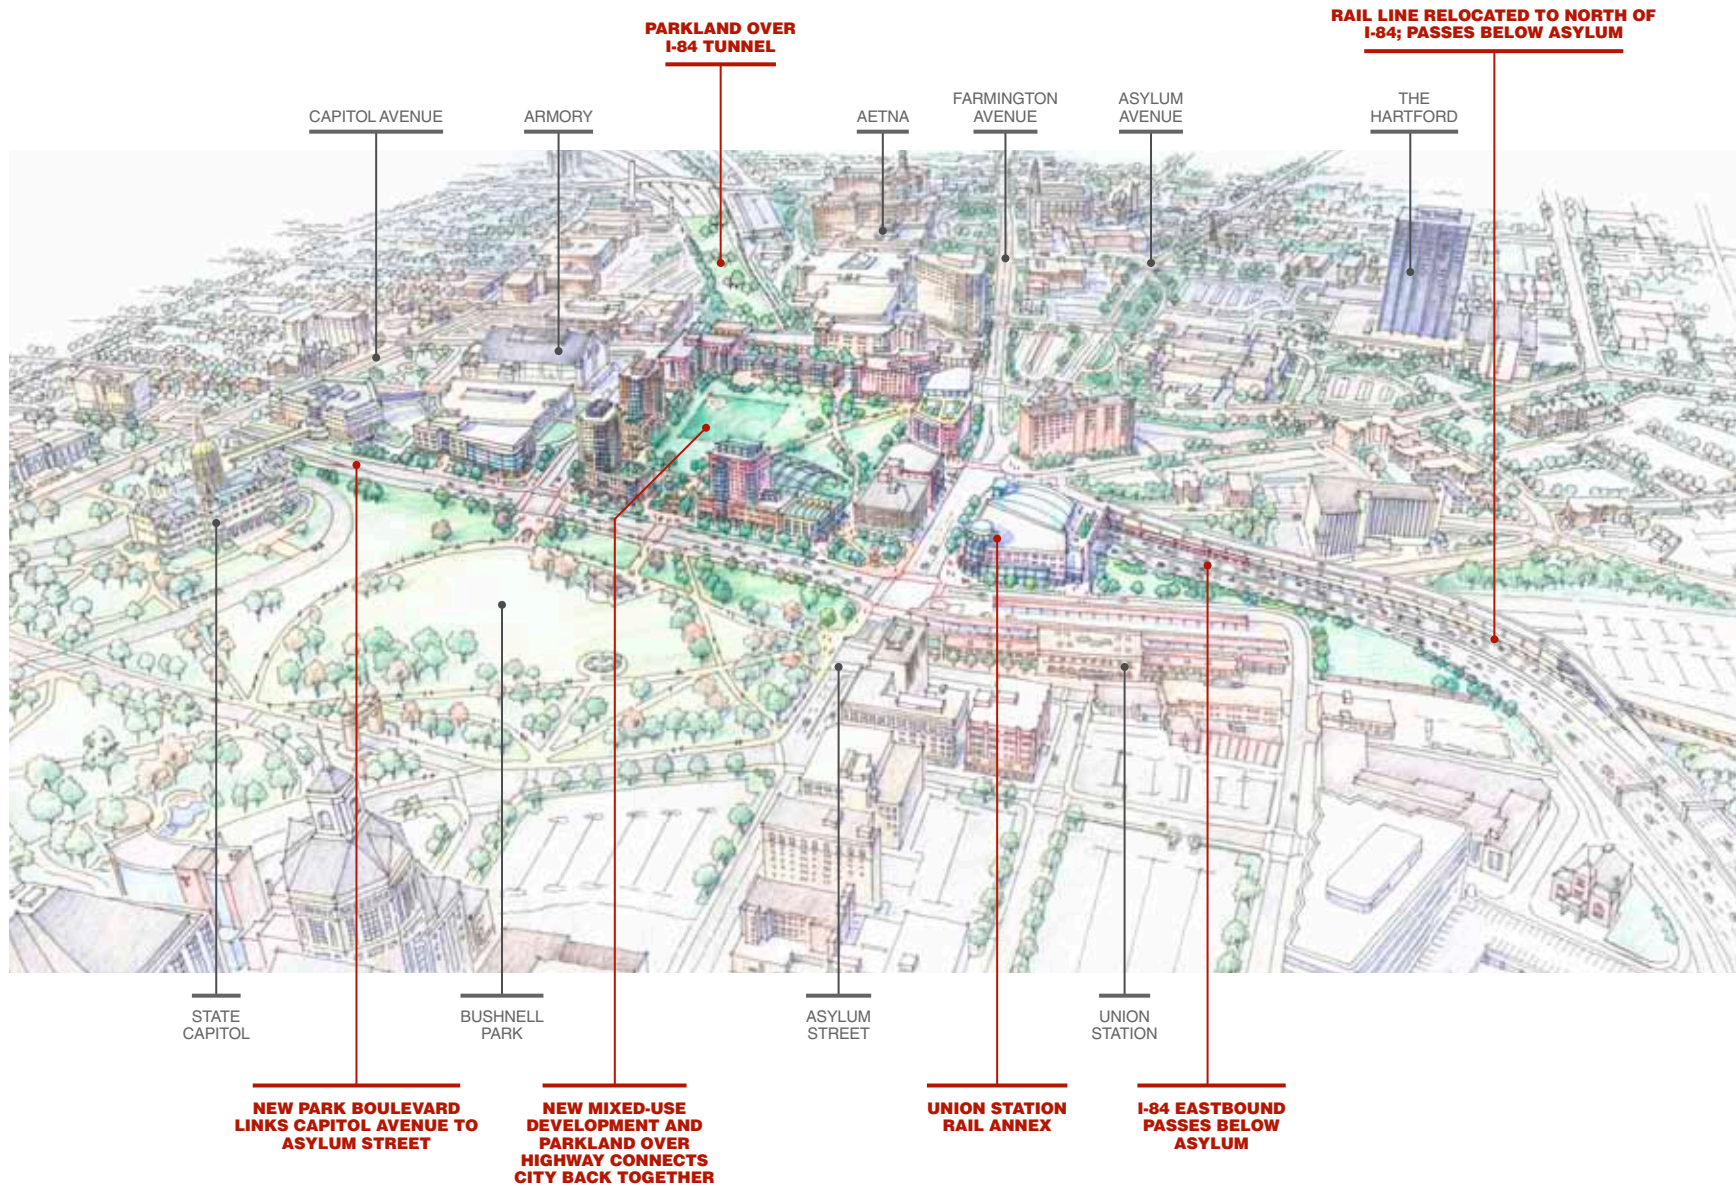 PARKLAND OVER
I-84 TUNNEL
RAIL LINE RELOCATED TO NORTH OF
I-84; PASSES BELOW ASYLUM
CAPITOL AVENUE
ARMORY
AETNA
FARMINGTON
AVENUE
ASYLUM
AVENUE
THE
HARTFORD
STATE
CAPITOL
BUSHNELL
PARK
ASYLUM
STREET
UNION
STATION
NEW PARK BOULEVARD
LINKS CAPITOL AVENUE TO
ASYLUM STREET
NEW MIXED-USE
DEVELOPMENT AND
PARKLAND OVER
HIGHWAY CONNECTS
CITY BACK TOGETHER
UNION STATION
RAIL ANNEX
I-84 EASTBOUND
PASSES BELOW
ASYLUM